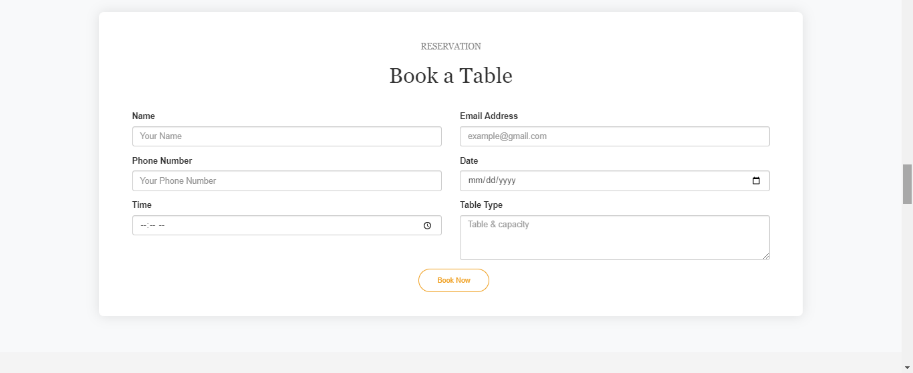 RESERVATION
Book a Table
Name
Email Address
Your Name
example@gmail.com
Phone Number
Date
Your Phone Number
mm/dd/yyyy
Time
Table Type
--:-- --
Table & capacity
Book Now